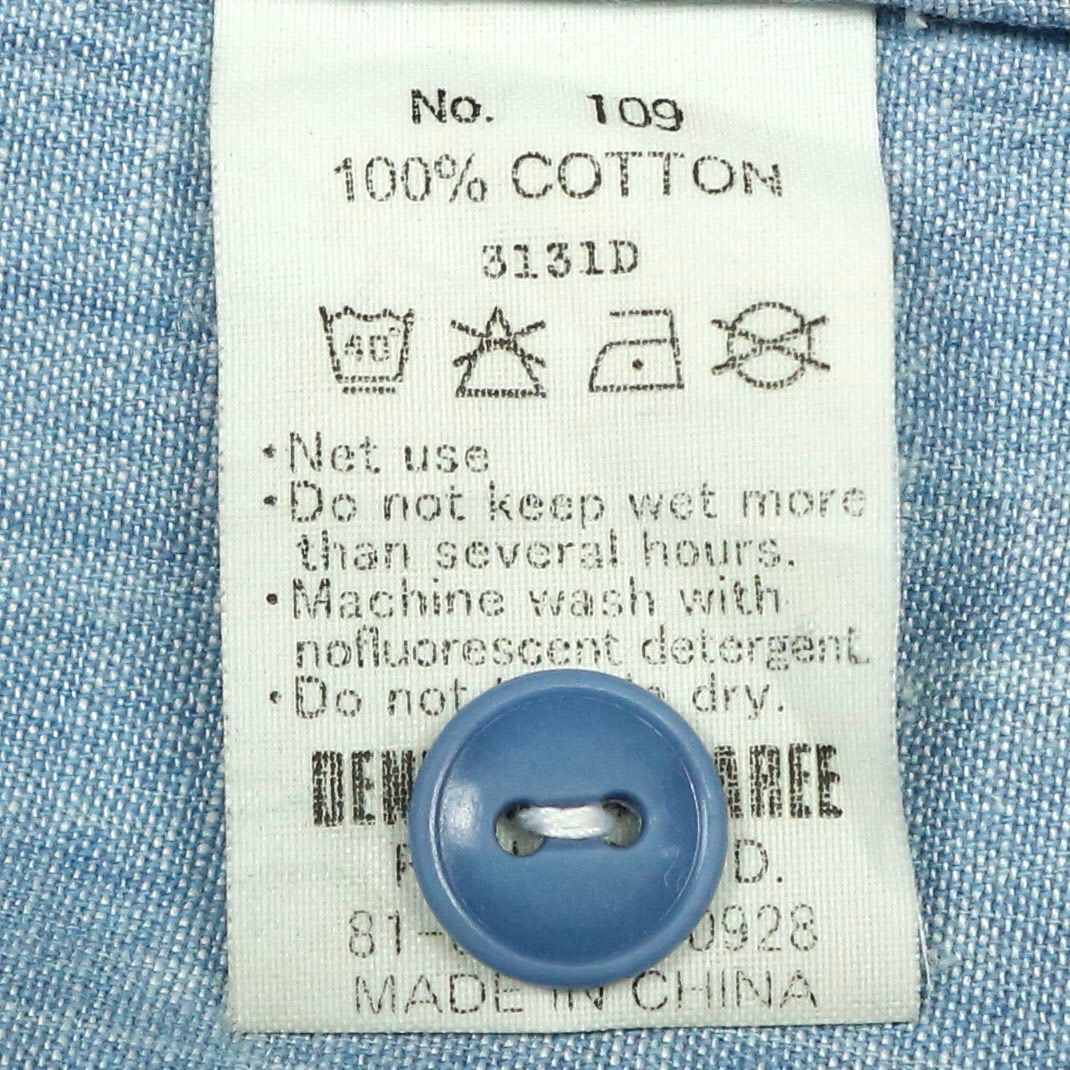 No. 109
100% COTTON
3131D
40°
·Net use
·Do not keep wet more
than several hours.
·Machine wash with
nofluorescent detergent.
·Do not dry.
D.
81- 0928
MADE IN CHINA